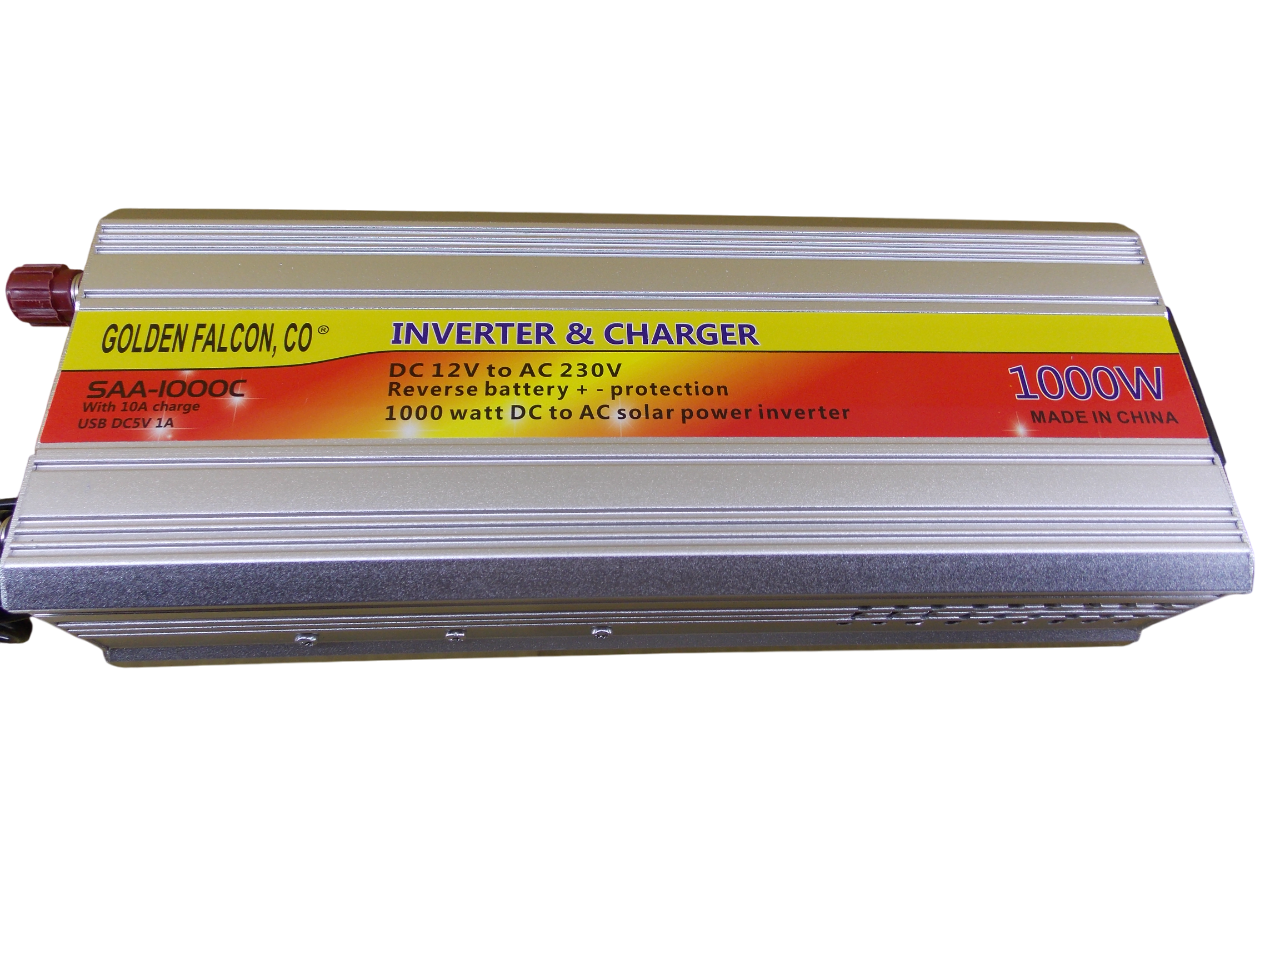 GOLDEN FALCON, CO ®
INVERTER & CHARGER
SAA-1000C
With 10A charge
USB DC5V 1A
DC 12V to AC 230V
Reverse battery + - protection
1000 watt DC to AC solar power inverter
1000W
MADE IN CHINA